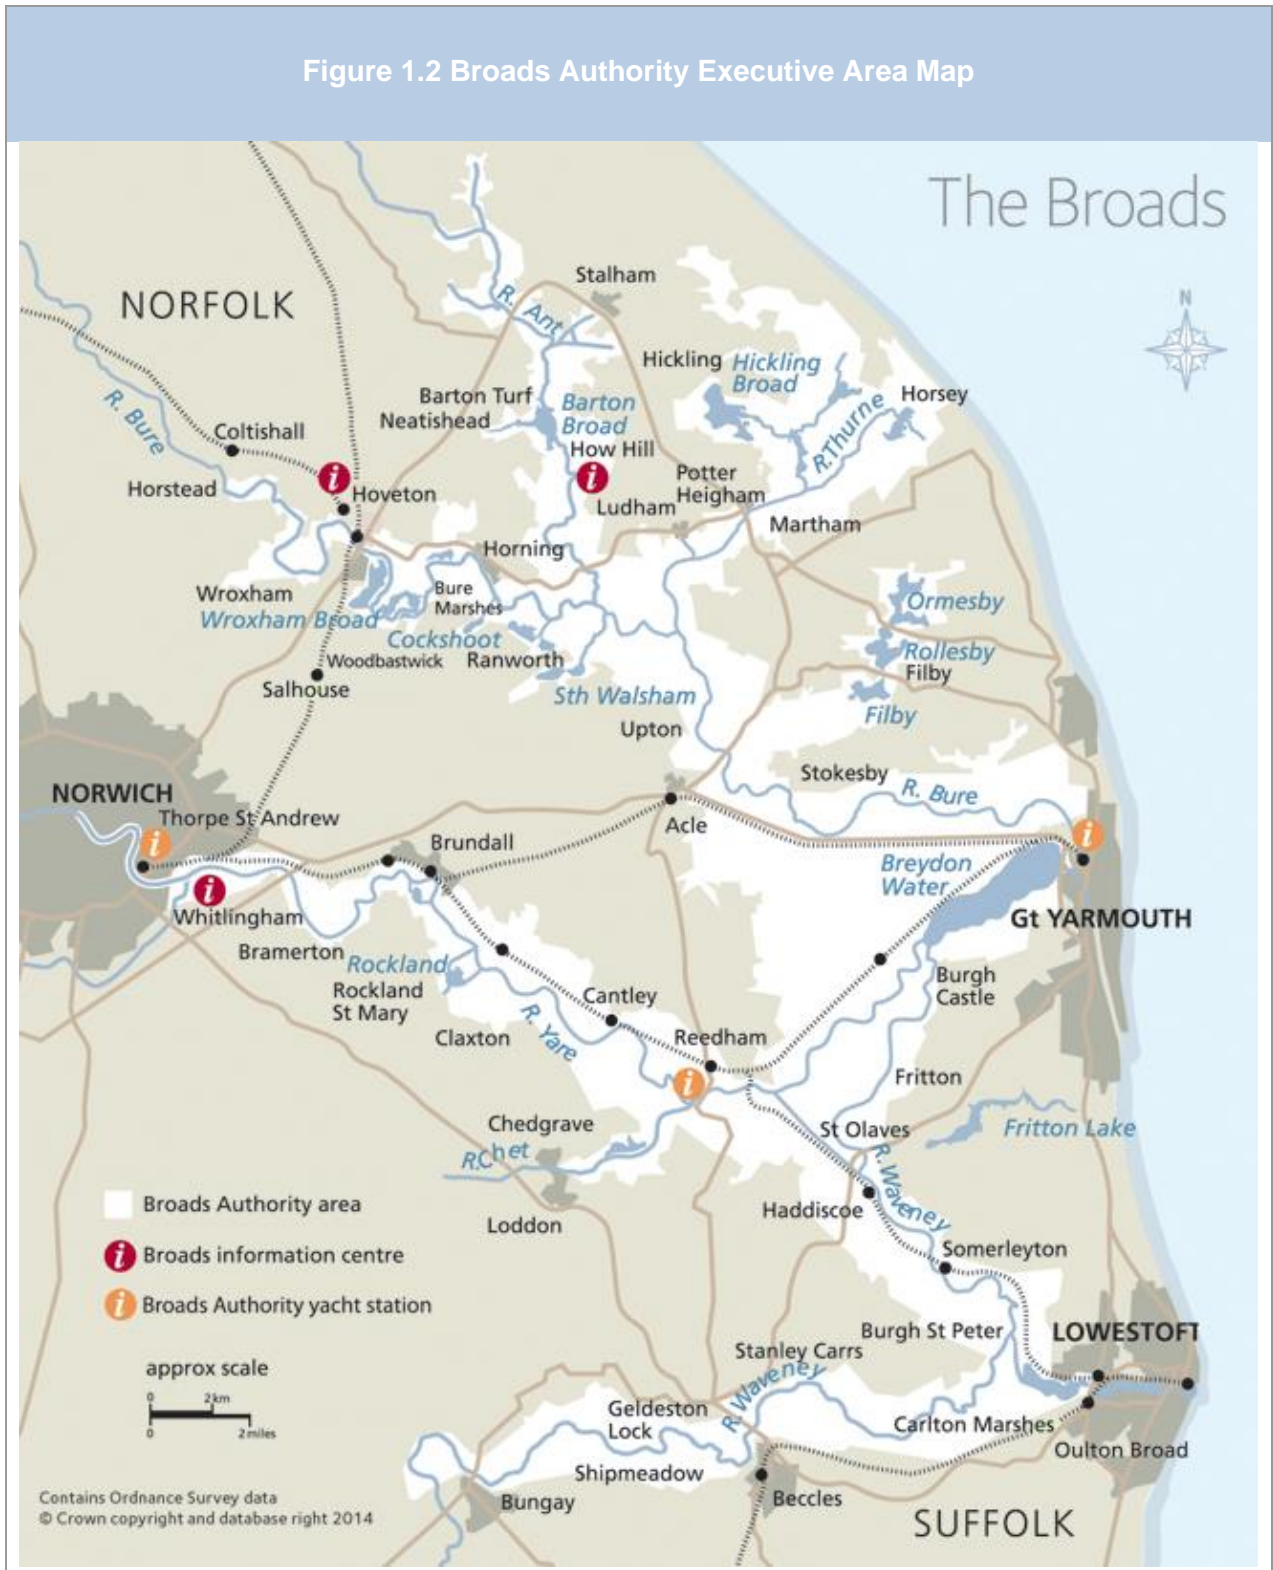 Figure 1.2 Broads Authority Executive Area Map
The Broads
N
NORFOLK
Stalham
R. Ant
Hickling
Hickling
Broad
Horsey
R. Bure
Barton Turf
Neatishead
Barton
Broad
R.Thurne
Coltishall
How Hill
Potter
Heigham
Horstead
i
Hoveton
i
Ludham
Martham
Horning
Wroxham
Wroxham Broad
Bure
Marshes
Ormesby
Cockshoot
Woodbastwick
Ranworth
Rollesby
Filby
Salhouse
Sth Walsham
Filby
Upton
Stokesby
R. Bure
NORWICH
Thorpe St Andrew
i
Brundall
Acle
i
Breydon
Water
i
Whitlingham
Gt YARMOUTH
Bramerton
Rockland
Rockland
St Mary
Burgh
Castle
Cantley
Claxton
R. Yare
Reedham
i
Fritton
Chedgrave
St Olaves
Fritton Lake
R.Chet
R. Waveney
Loddon
Haddiscoe
Somerleyton
Broads Authority area
i Broads information centre
i Broads Authority yacht station
Burgh St Peter
LOWESTOFT
Stanley Carrs
approx scale
0 2km
0 2miles
R. Waveney
Geldeston
Lock
Carlton Marshes
Oulton Broad
Shipmeadow
Bungay
Beccles
SUFFOLK
Contains Ordnance Survey data
© Crown copyright and database right 2014